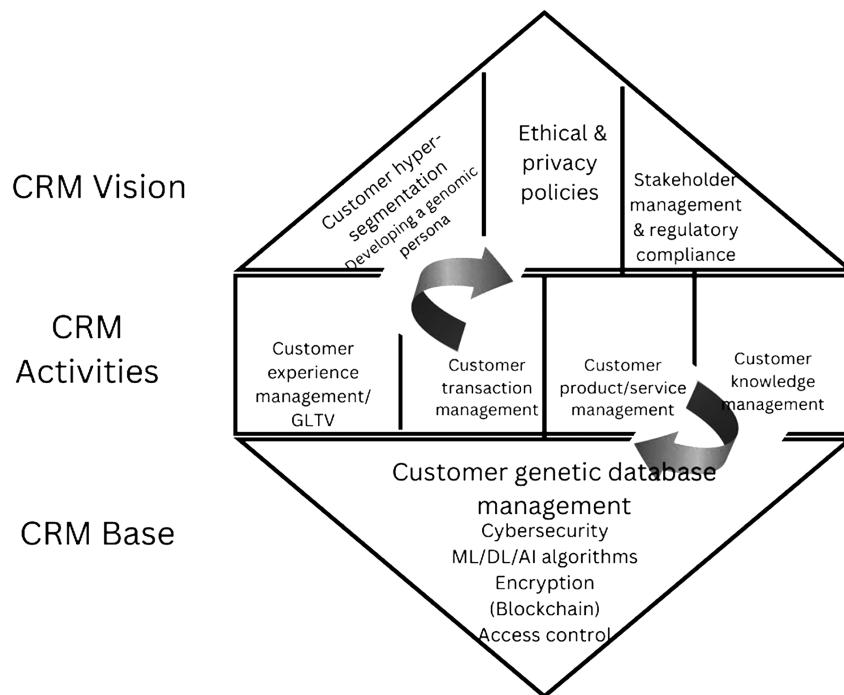 CRM Vision
Customer hyper-
segmentation
Developing a genomic
persona
Ethical &
privacy
policies
Stakeholder
management
& regulatory
compliance
CRM
Activities
Customer
experience
management/
GLTV
Customer
transaction
management
Customer
product/service
management
Customer
knowledge
management
CRM Base
Customer genetic database
management
Cybersecurity
ML/DL/AI algorithms
Encryption
(Blockchain)
Access control